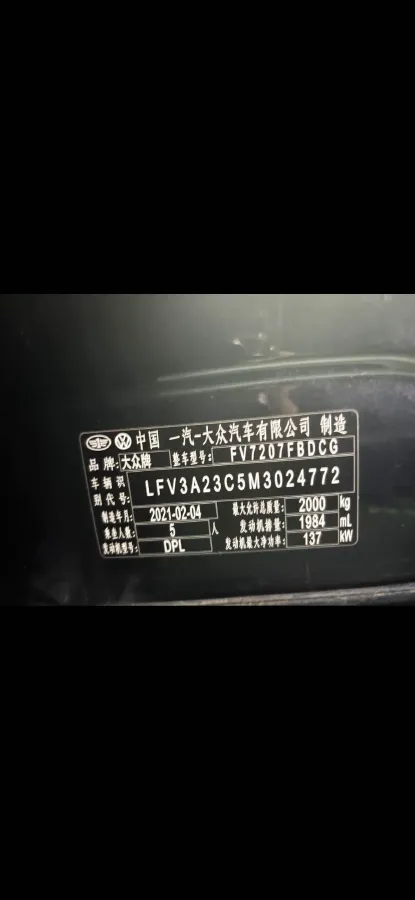 中国 一汽-大众汽车有限公司 制造
品牌: 大众牌 整车型号: FV7207FBDCG
车辆识别代号: LFV3A23C5M3024772
制造年月: 2021-02-04 最大允许总质量: 2000 kg
乘坐人数: 5 人 发动机排量: 1984 mL
发动机型号: DPL 发动机最大净功率: 137 kW